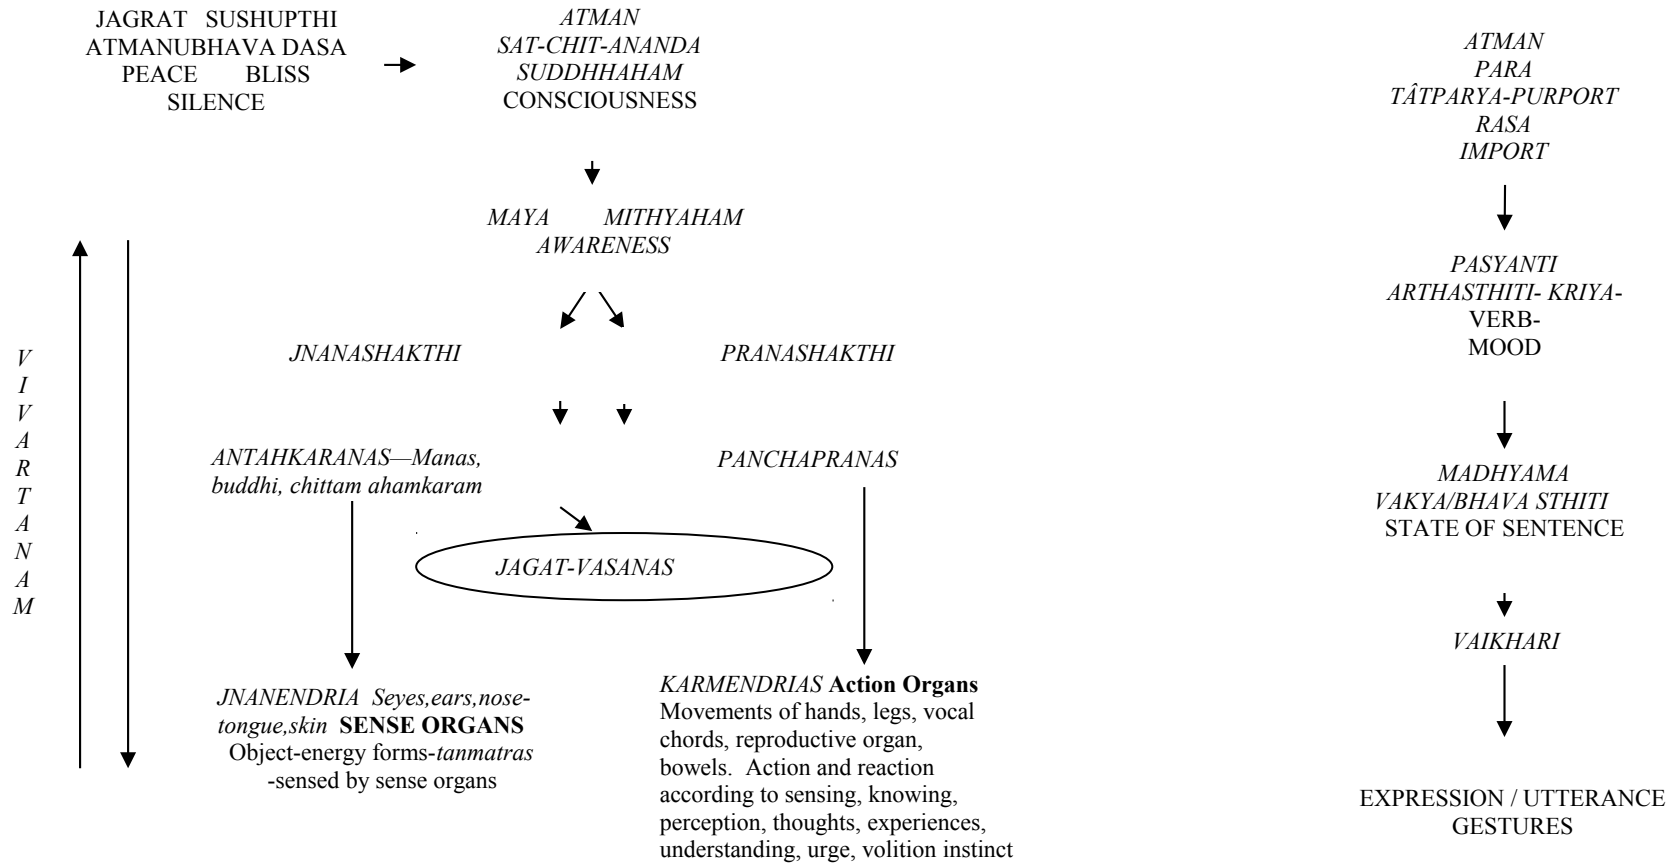 JAGRAT SUSHUPTHI
ATMANUBHAVA DASA
PEACE BLISS
SILENCE
ATMAN
SAT-CHIT-ANANDA
SUDDHHAHAM
CONSCIOUSNESS
MAYA MITHYAHAM
AWARENESS
JNANASHAKTHI
PRANASHAKTHI
V
I
V
A
R
T
A
N
A
M
ANTAHKARANAS—Manas,
buddhi, chittam ahamkaram
PANCHAPRANAS
JAGAT-VASANAS
JNANENDRIA Seyes,ears,nose-
tongue,skin SENSE ORGANS
Object-energy forms-tanmatras
-sensed by sense organs
KARMENDRIAS Action Organs
Movements of hands, legs, vocal
chords, reproductive organ,
bowels. Action and reaction
according to sensing, knowing,
perception, thoughts, experiences,
understanding, urge, volition instinct
ATMAN
PARA
TÂTPARYA-PURPORT
RASA
IMPORT
PASYANTI
ARTHASTHITI- KRIYA-
VERB-
MOOD
MADHYAMA
VAKYA/BHAVA STHITI
STATE OF SENTENCE
VAIKHARI
EXPRESSION / UTTERANCE
GESTURES